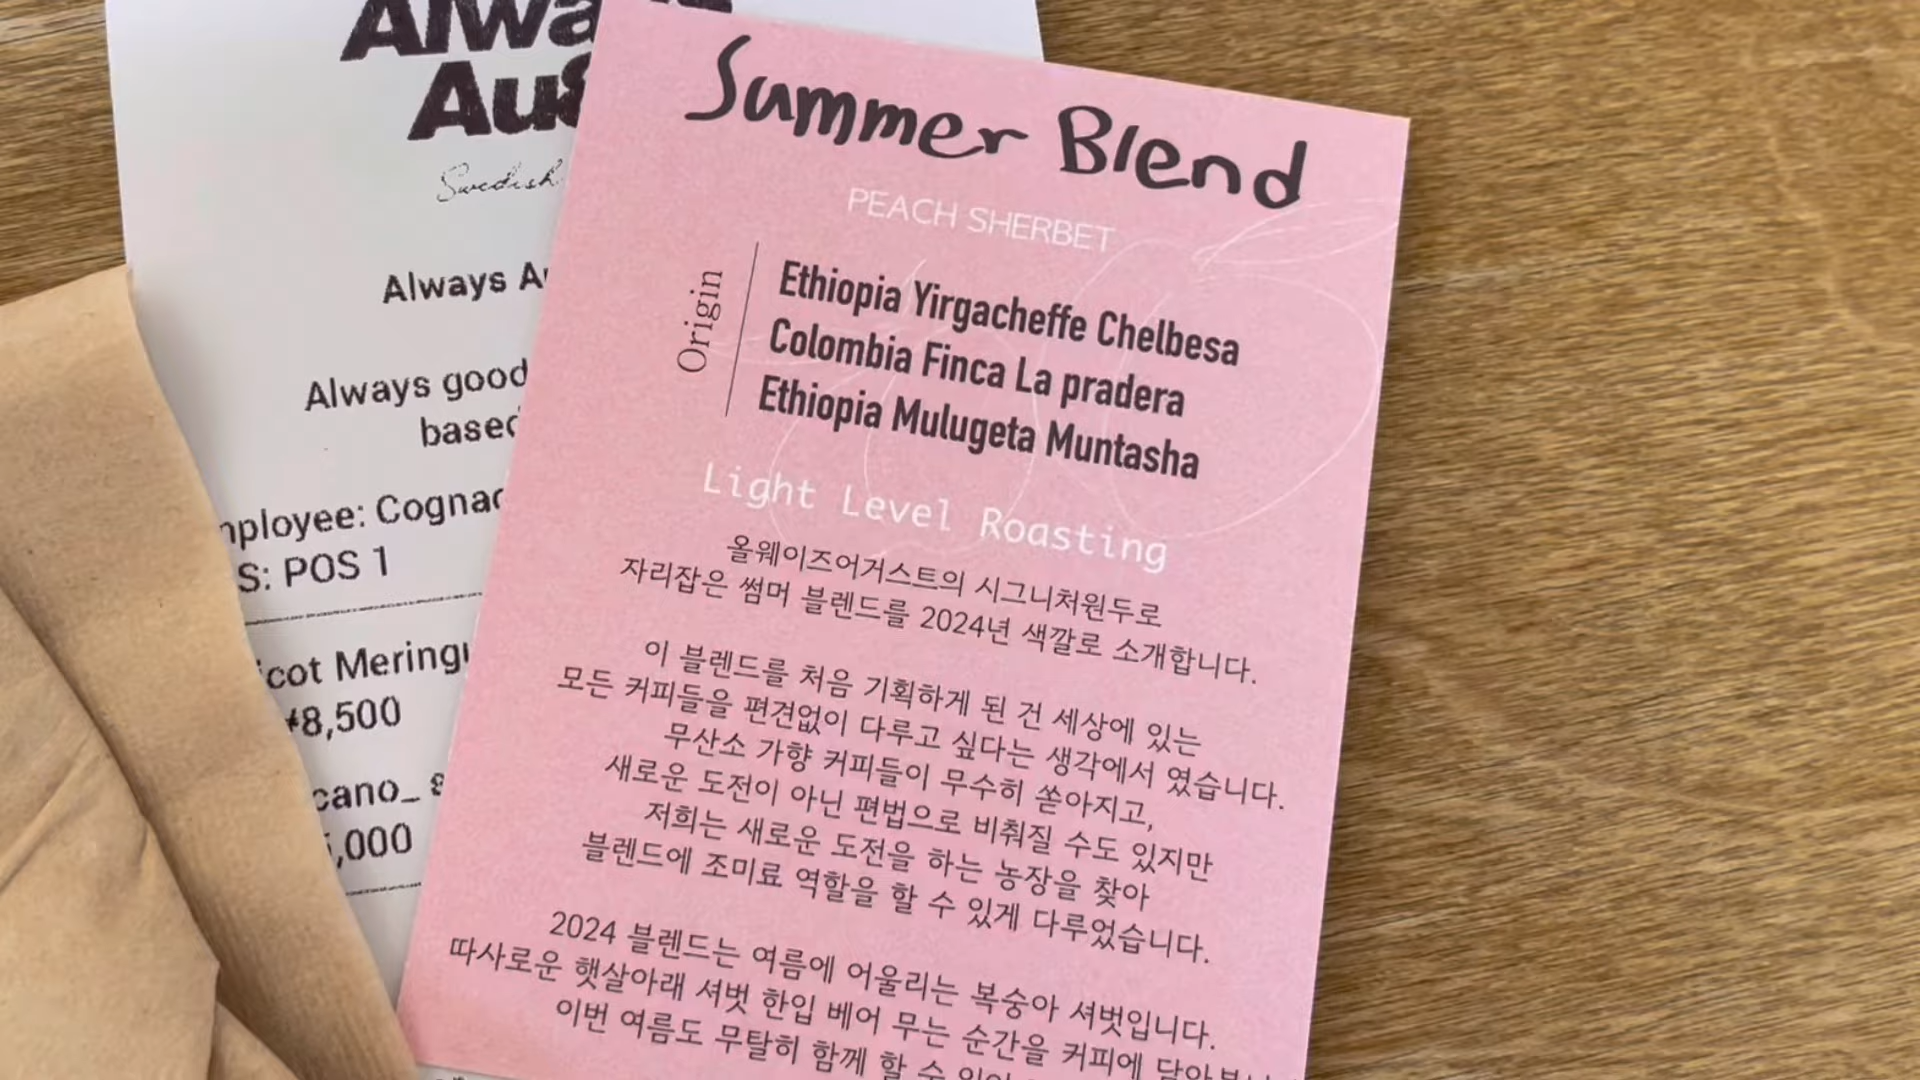 Always
Swedish
Always
Always good
based
Employee: Cognac
S: POS 1
₩8,500
,000
Summer Blend
PEACH SHERBET
Origin
Ethiopia Yirgacheffe Chelbesa
Colombia Finca La pradera
Ethiopia Mulugeta Muntasha
Light Level Roasting
올웨이즈어거스트의 시그니처원두로
자리잡은 썸머 블렌드를 2024년 색깔로 소개합니다.
이 블렌드를 처음 기획하게 된 건 세상에 있는
모든 커피들을 편견없이 다루고 싶다는 생각에서 였습니다.
무산소 가향 커피들이 무수히 쏟아지고,
새로운 도전이 아닌 편법으로 비춰질 수도 있지만
저희는 새로운 도전을 하는 농장을 찾아
블렌드에 조미료 역할을 할 수 있게 다루었습니다.
2024 블렌드는 여름에 어울리는 복숭아 셔벗입니다.
따사로운 햇살아래 셔벗 한입 베어 무는 순간을 커피에
이번 여름도 무탈히 함께 할 수